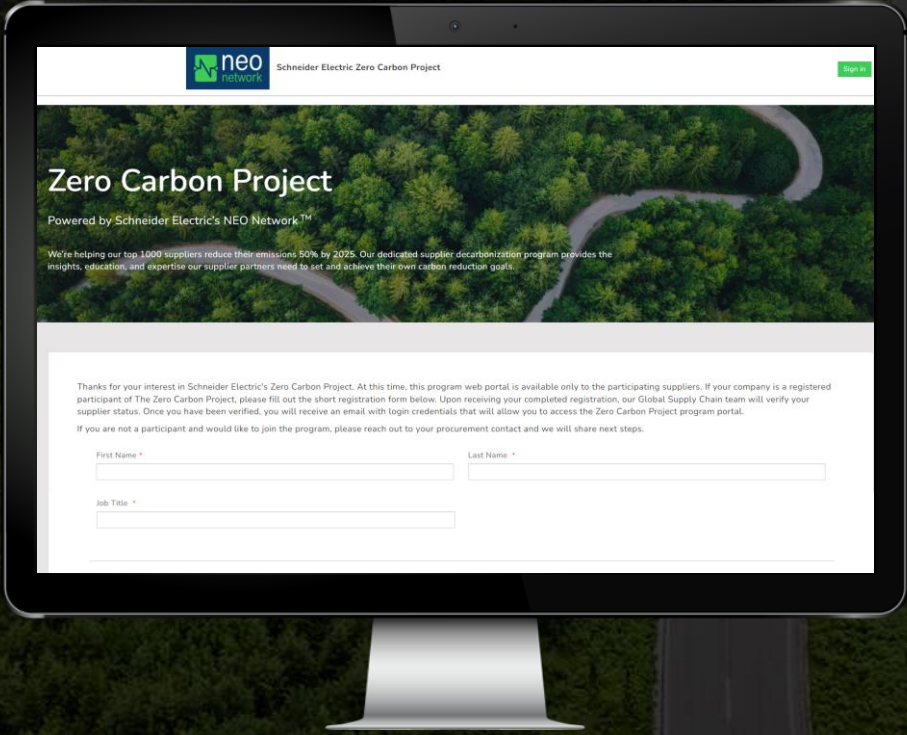 neo
network
Schneider Electric Zero Carbon Project
Sign In
Zero Carbon Project
Powered by Schneider Electric's NEO Network™
We're helping our top 1000 suppliers reduce their emissions 50% by 2025. Our dedicated supplier decarbonization program provides the
insights, education, and expertise our supplier partners need to set and achieve their own carbon reduction goals.
Thanks for your interest in Schneider Electric's Zero Carbon Project. At this time, this program web portal is available only to the participating suppliers. If your company is a registered
participant of The Zero Carbon Project, please fill out the short registration form below. Upon receiving your completed registration, our Global Supply Chain team will verify your
supplier status. Once you have been verified, you will receive an email with login credentials that will allow you to access the Zero Carbon Project program portal.
If you are not a participant and would like to join the program, please reach out to your procurement contact and we will share next steps.
First Name * Last Name *
Job Title *